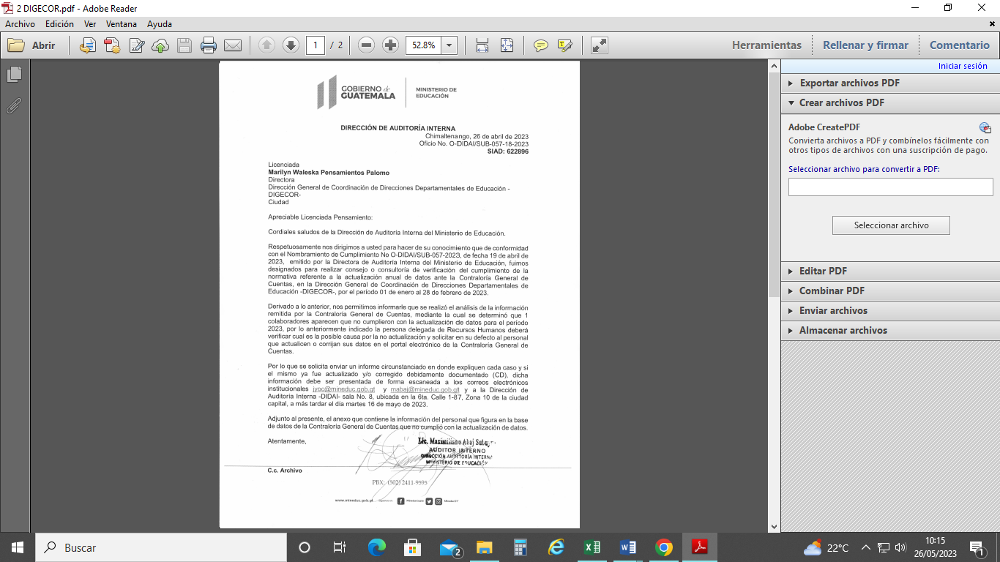 2 DIGECOR.pdf - Adobe Reader
Archivo Edición Ver Ventana Ayuda
Abrir
1 / 2
52.8%
Herramientas Rellenar y firmar Comentario
GOBIERNO de GUATEMALA
MINISTERIO DE EDUCACIÓN
DIRECCIÓN DE AUDITORÍA INTERNA
Chimaltenango, 26 de abril de 2023
Oficio No. O-DIDAI/SUB-057-18-2023
SIAD: 622896
Licenciada
Marilyn Waleska Pensamientos Palomo
Directora
Dirección General de Coordinación de Direcciones Departamentales de Educación -
DIGECOR-
Ciudad
Apreciable Licenciada Pensamiento:
Cordiales saludos de la Dirección de Auditoría Interna del Ministerio de Educación.
Respetuosamente nos dirigimos a usted para hacer de su conocimiento que de conformidad
con el Nombramiento de Cumplimiento No O-DIDAI/SUB-057-2023, de fecha 19 de abril de
2023, emitido por la Directora de Auditoría Interna del Ministerio de Educación, fuimos
designados para realizar consejo o consultoría de verificación del cumplimiento de la
normativa referente a la actualización anual de datos ante la Contraloría General de
Cuentas, en la Dirección General de Coordinación de Direcciones Departamentales de
Educación -DIGECOR-, por el período 01 de enero al 28 de febrero de 2023.
Derivado a lo anterior, nos permitimos informarle que se realizó el análisis de la información
remitida por la Contraloría General de Cuentas, mediante la cual se determinó que 1
colaboradores aparecen que no cumplieron con la actualización de datos para el período
2023, por lo anteriormente indicado la persona delegada de Recursos Humanos deberá
verificar cual es la posible causa por la no actualización y solicitar en su defecto al personal
que actualicen o corrijan sus datos en el portal electrónico de la Contraloría General de
Cuentas.
Por lo que se solicita enviar un informe circunstanciado en donde expliquen cada caso y si
el mismo ya fue actualizado y/o corregido debidamente documentado (CD), dicha
información debe ser presentada de forma escaneada a los correos electrónicos
institucionales jyoc@mineduc.gob.gt y mabaj@mineduc.gob.gt y a la Dirección de
Auditoría Interna -DIDAI- sala No. 8, ubicada en la 6ta. Calle 1-87, Zona 10 de la ciudad
capital, a más tardar el día martes 16 de mayo de 2023.
Adjunto al presente, el anexo que contiene la información del personal que figura en la base
de datos de la Contraloría General de Cuentas que no cumplió con la actualización de datos.
Atentamente,
Lic. Maximiliano Abaj
AUDITOR INTERNO
DIRECCIÓN AUDITORÍA INTERNA
MINISTERIO DE EDUCACIÓN
C.c. Archivo
PBX: (502) 2411-9595
www.mineduc.gob.gt
Iniciar sesión
Exportar archivos PDF
Crear archivos PDF
Adobe CreatePDF
Convierta archivos a PDF y combínelos fácilmente con
otros tipos de archivos con una suscripción de pago.
Seleccionar archivo para convertir a PDF:
Seleccionar archivo
Editar PDF
Combinar PDF
Enviar archivos
Almacenar archivos
Buscar
2
22°C
10:15
26/05/2023
1